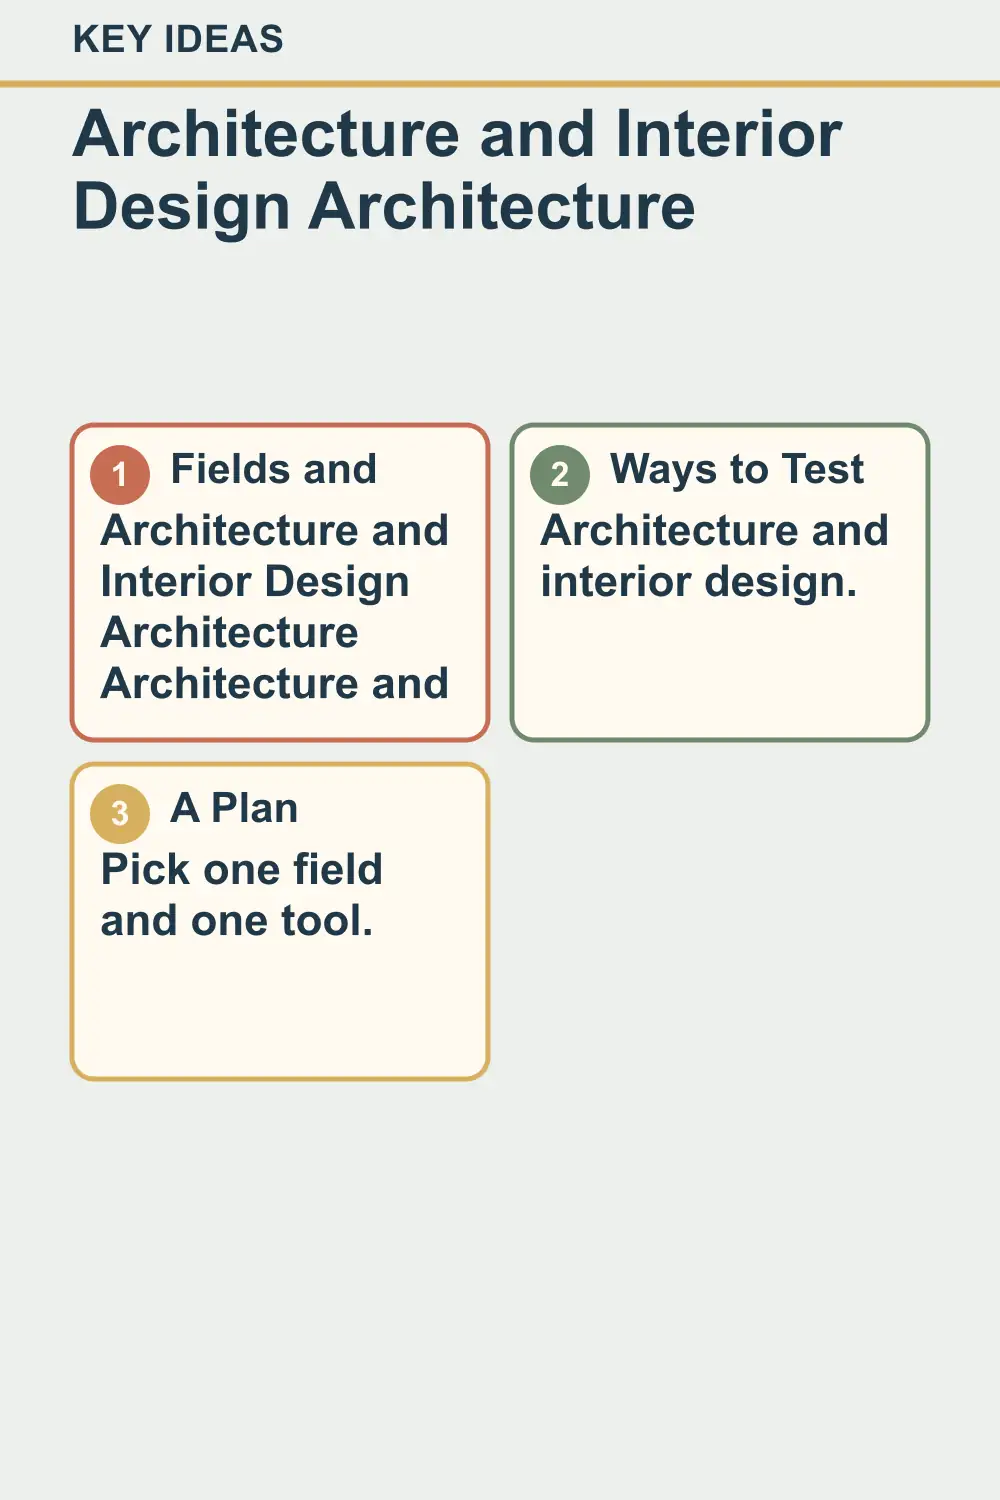 KEY IDEAS
Architecture and Interior
Design Architecture
1 Fields and
Architecture and
Interior Design
Architecture
Architecture and
2 Ways to Test
Architecture and
interior design.
3 A Plan
Pick one field
and one tool.